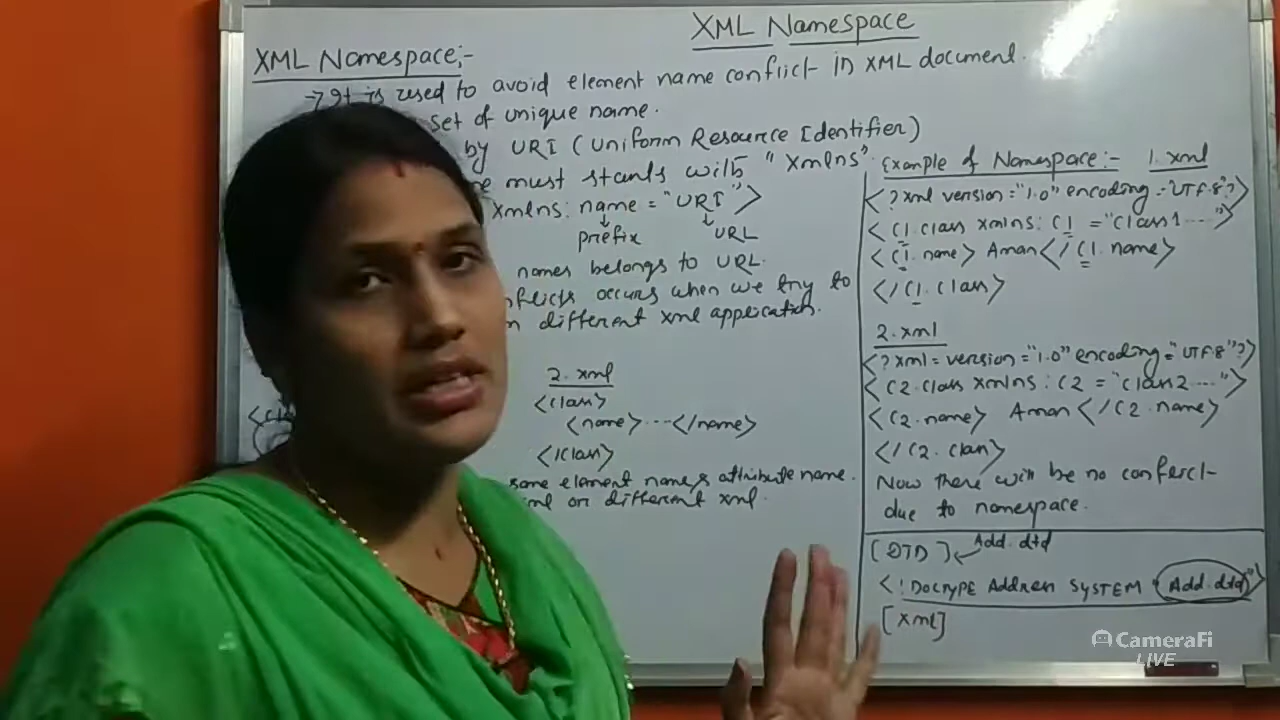 XML Namespace
XML Namespace:-
→ It is used to avoid element name conflict in XML document.
set of unique name.
by URI (Uniform Resource Identifier)
must starts with "xmlns".
xmlns: name = "URI">
prefix URL
names belongs to URL.
occurs when we try to
different xml application.
2. xml
<class>
<name> --- </name>
</class>
same element name & attribute name.
on different xml.
Example of Namespace:- 1. xml
<?xml version="1.0" encoding="UTF-8"?>
<C1.class xmlns: C1 = "class1...">
<C1.name> Aman </C1.name>
</C1.class>
2. xml
<?xml = version="1.0" encoding="UTF-8"?>
<C2.class xmlns: C2 = "class2...">
<C2.name> Aman </C2.name>
</C2.class>
Now there will be no
due to namespace.
[DTD] Add.dtd
<!DOCTYPE Address SYSTEM "Add.dtd">
[xml]
CameraFi
LIVE